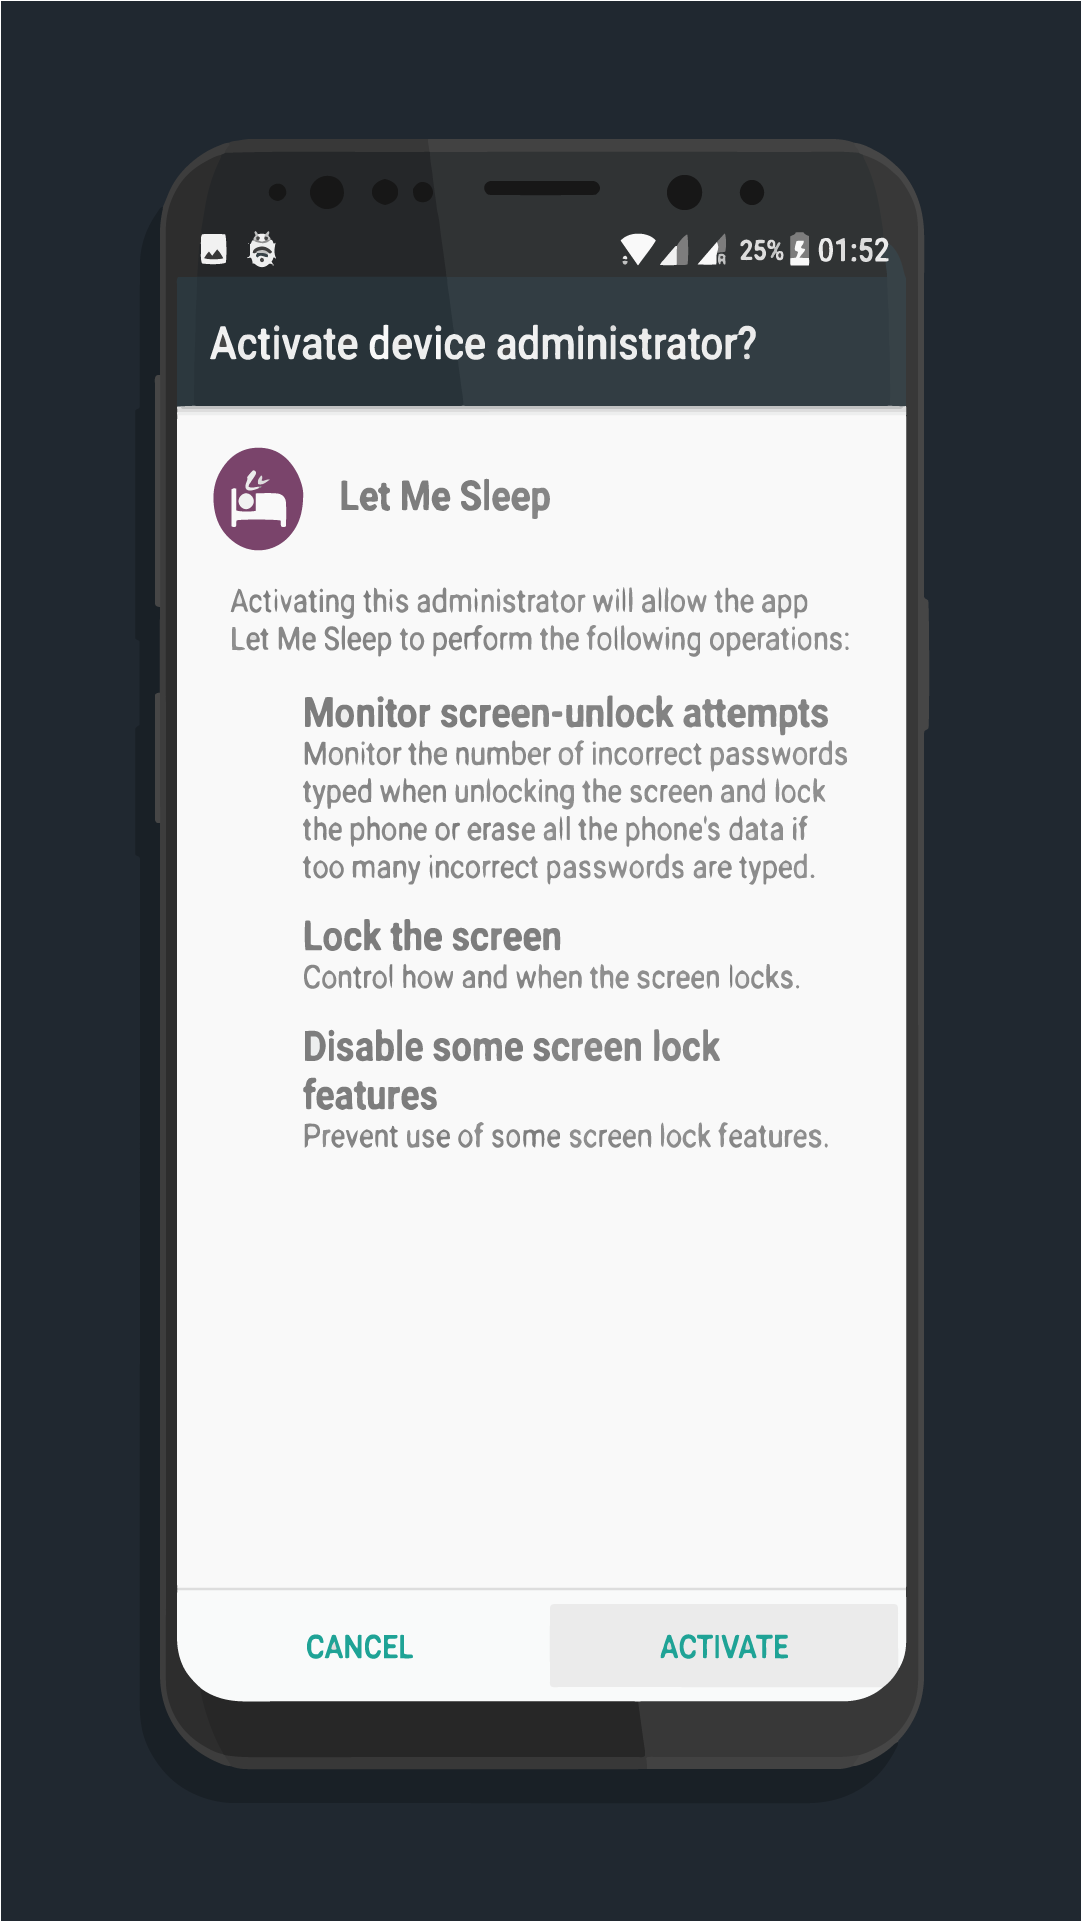 25% 01:52
Activate device administrator?
Let Me Sleep
Activating this administrator will allow the app
Let Me Sleep to perform the following operations:
Monitor screen-unlock attempts
Monitor the number of incorrect passwords
typed when unlocking the screen and lock
the phone or erase all the phone's data if
too many incorrect passwords are typed.
Lock the screen
Control how and when the screen locks.
Disable some screen lock
features
Prevent use of some screen lock features.
CANCEL ACTIVATE